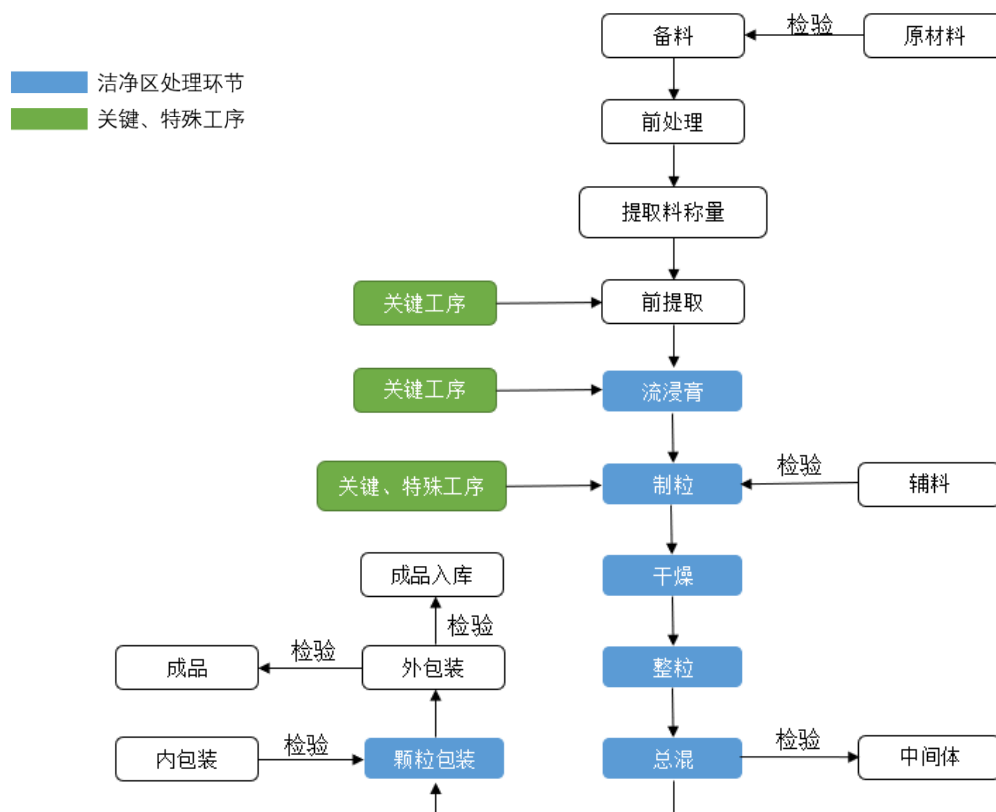 备料
检验
原材料
洁净区处理环节
关键、特殊工序
前处理
提取料称量
关键工序
前提取
关键工序
流浸膏
关键、特殊工序
制粒
检验
辅料
成品入库
干燥
检验
成品
检验
外包装
整粒
内包装
检验
颗粒包装
总混
检验
中间体